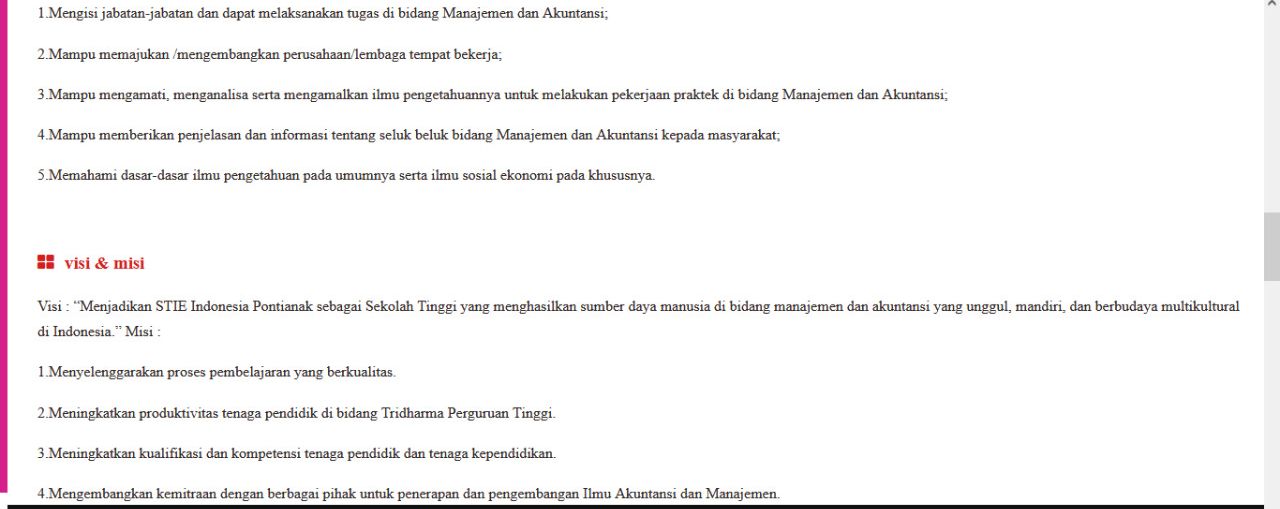 1.Mengisi jabatan-jabatan dan dapat melaksanakan tugas di bidang Manajemen dan Akuntansi;
2.Mampu memajukan /mengembangkan perusahaan/lembaga tempat bekerja;
3.Mampu mengamati, menganalisa serta mengamalkan ilmu pengetahuannya untuk melakukan pekerjaan praktek di bidang Manajemen dan Akuntansi;
4.Mampu memberikan penjelasan dan informasi tentang seluk beluk bidang Manajemen dan Akuntansi kepada masyarakat;
5.Memahami dasar-dasar ilmu pengetahuan pada umumnya serta ilmu sosial ekonomi pada khususnya.
visi & misi
Visi : “Menjadikan STIE Indonesia Pontianak sebagai Sekolah Tinggi yang menghasilkan sumber daya manusia di bidang manajemen dan akuntansi yang unggul, mandiri, dan berbudaya multikultural
di Indonesia.” Misi :
1.Menyelenggarakan proses pembelajaran yang berkualitas.
2.Meningkatkan produktivitas tenaga pendidik di bidang Tridharma Perguruan Tinggi.
3.Meningkatkan kualifikasi dan kompetensi tenaga pendidik dan tenaga kependidikan.
4.Mengembangkan kemitraan dengan berbagai pihak untuk penerapan dan pengembangan Ilmu Akuntansi dan Manajemen.